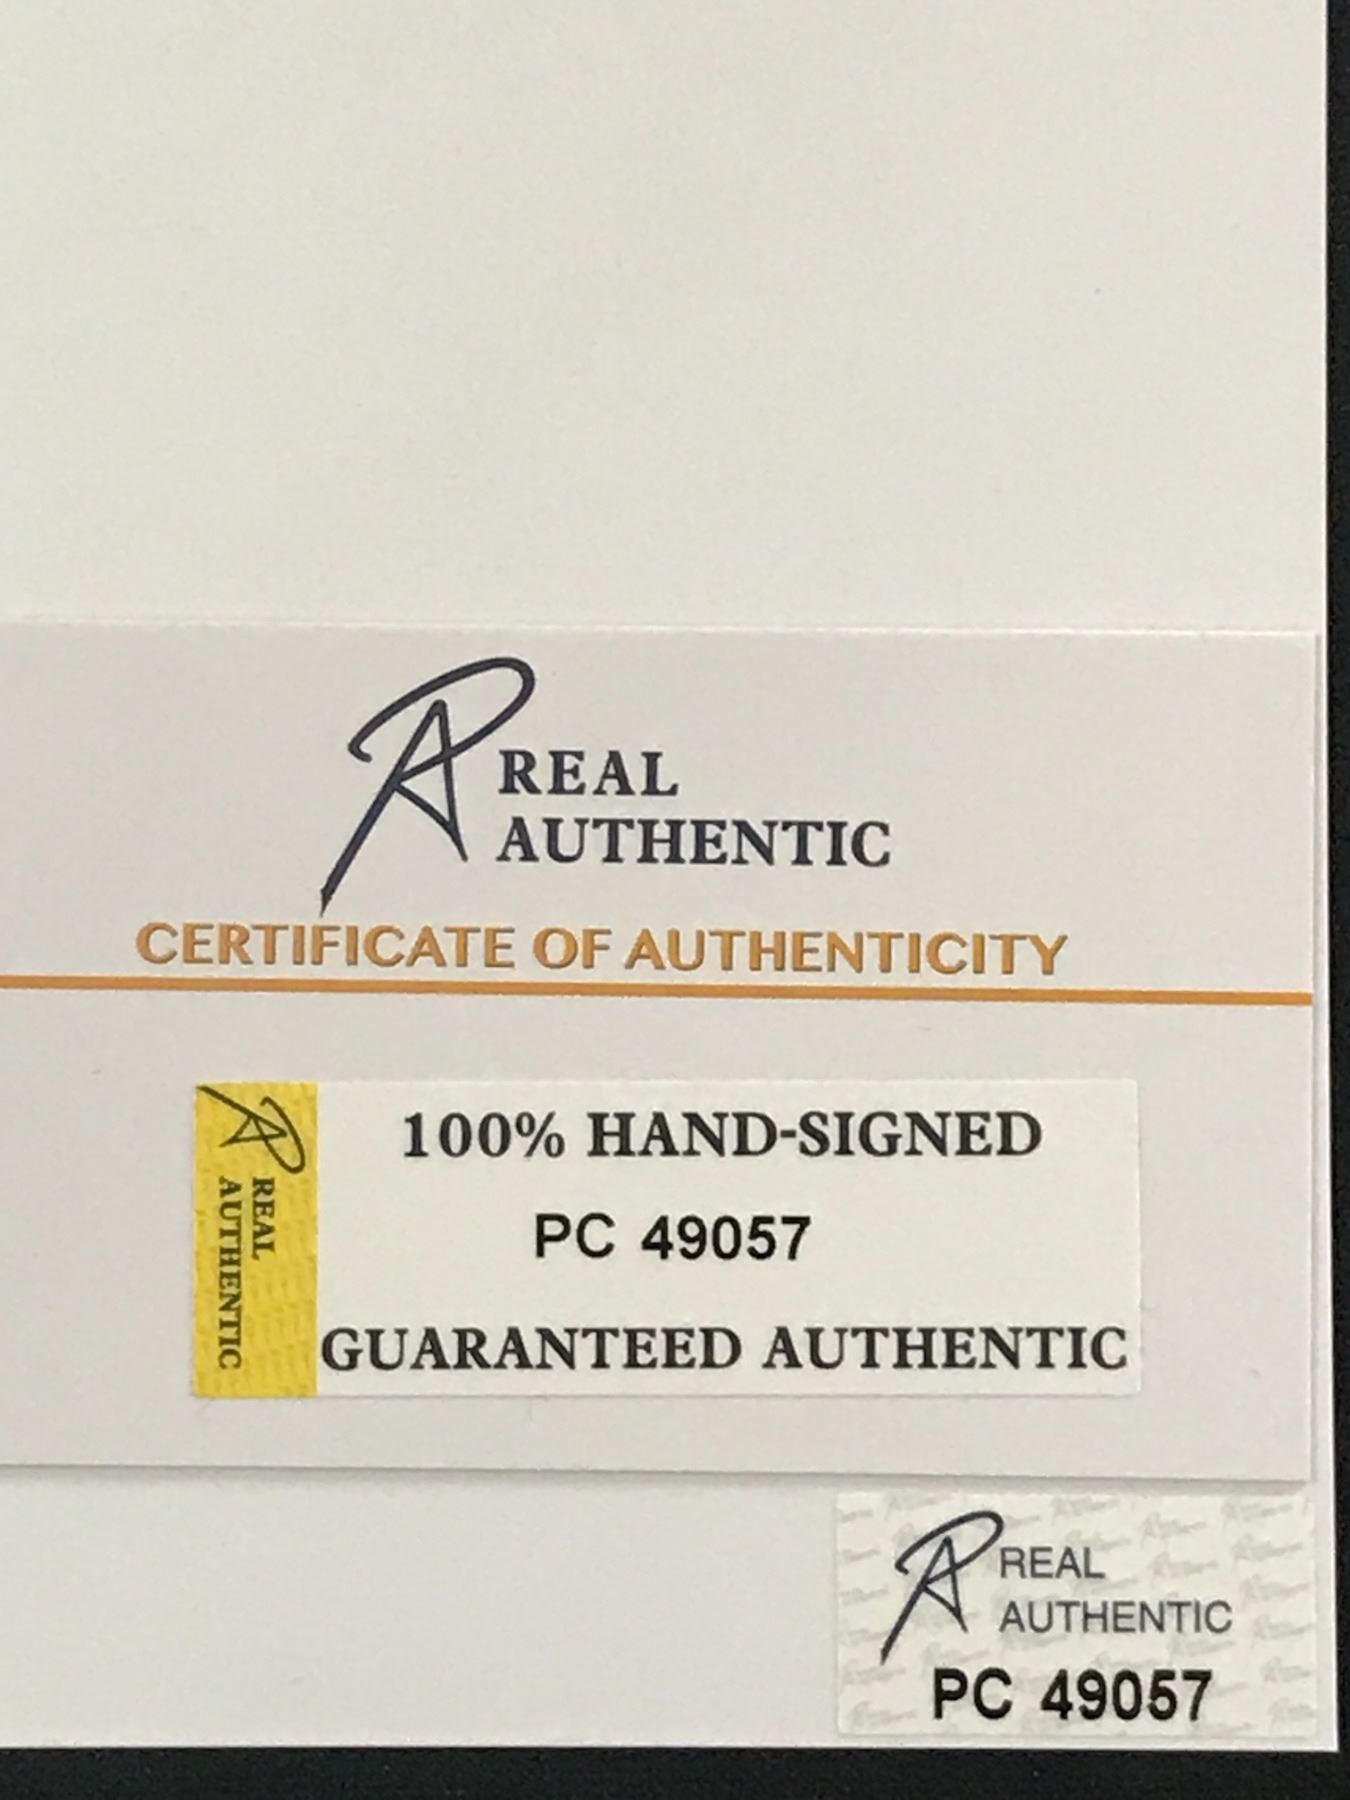 REAL
AUTHENTIC
CERTIFICATE OF AUTHENTICITY
REAL
AUTHENTIC
100% HAND-SIGNED
PC 49057
GUARANTEED AUTHENTIC
REAL
AUTHENTIC
PC 49057